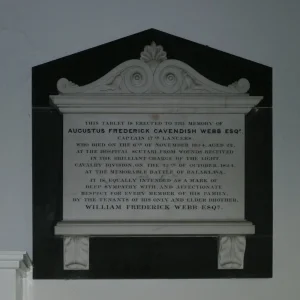 THIS TABLET IS ERECTED TO THE MEMORY OF
AUGUSTUS FREDERICK CAVENDISH WEBB ESQR.
CAPTAIN 17TH LANCERS.
WHO DIED ON THE 6TH OF NOVEMBER 1854, AGED 22,
AT THE HOSPITAL SCUTARI, FROM WOUNDS RECEIVED
IN THE BRILLIANT CHARGE OF THE LIGHT
CAVALRY DIVISION, ON THE 25TH OF OCTOBER, 1854,
AT THE MEMORABLE BATTLE OF BALAKLAVA.
IT IS EQUALLY INTENDED AS A MARK OF
DEEP SYMPATHY WITH, AND AFFECTIONATE
RESPECT FOR EVERY MEMBER OF HIS FAMILY,
BY THE TENANTS OF HIS ONLY AND ELDER BROTHER,
WILLIAM FREDERICK WEBB ESQR.